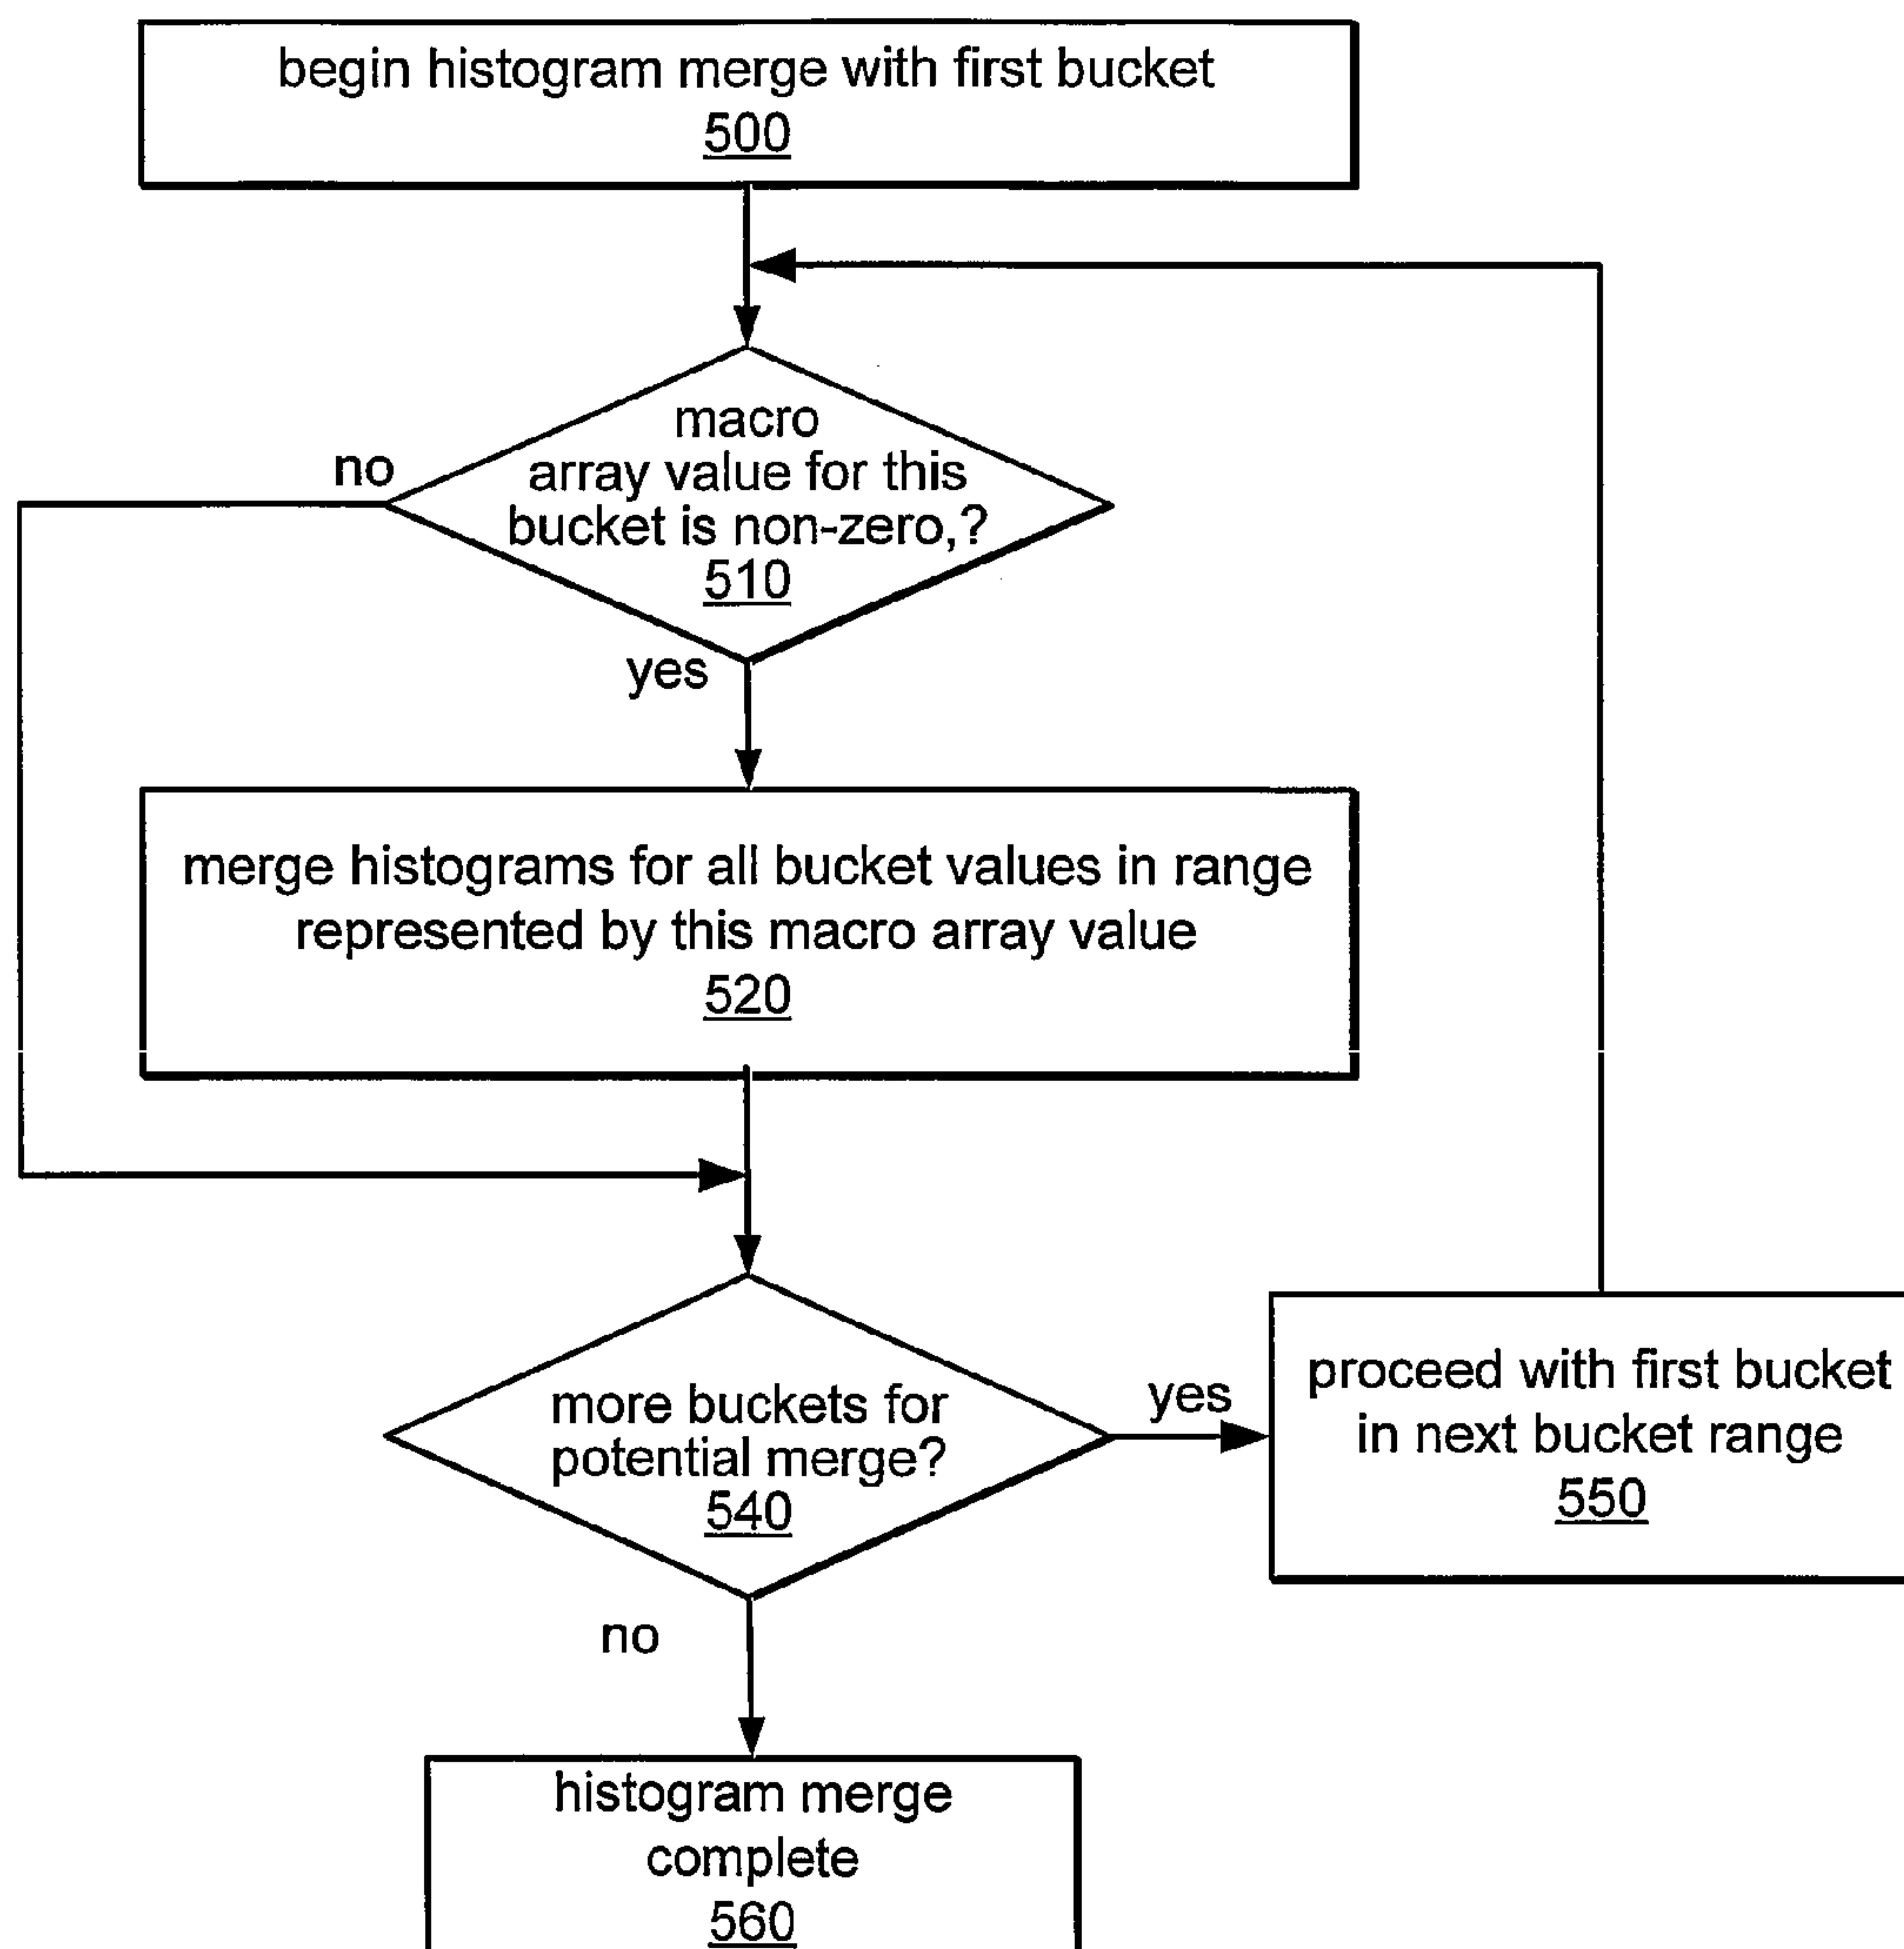 begin histogram merge with first bucket
500
macro
array value for this
bucket is non-zero,?
510
no
yes
merge histograms for all bucket values in range
represented by this macro array value
520
more buckets for
potential merge?
540
yes
proceed with first bucket
in next bucket range
550
no
histogram merge
complete
560